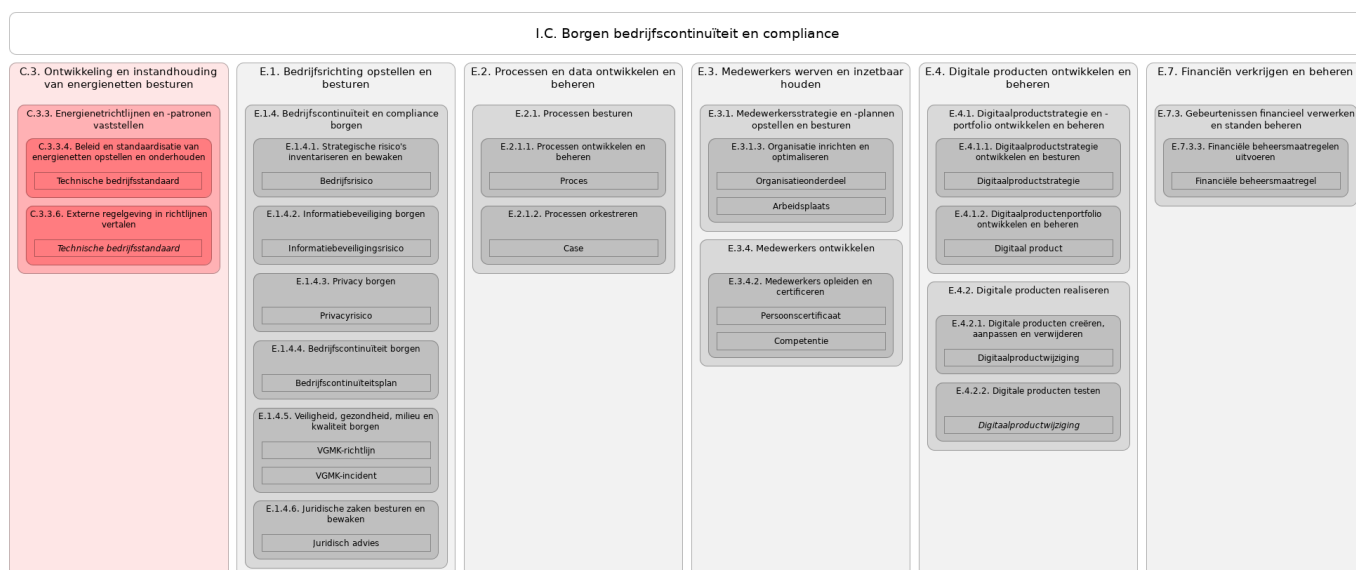 I.C. Borgen bedrijfscontinuïteit en compliance
C.3. Ontwikkeling en instandhouding
van energienetten besturen
C.3.3. Energienetrichtlijnen en -patronen
vaststellen
C.3.3.4. Beleid en standaardisatie van
energienetten opstellen en onderhouden
Technische bedrijfsstandaard
C.3.3.6. Externe regelgeving in richtlijnen
vertalen
Technische bedrijfsstandaard
E.1. Bedrijfsrichting opstellen en
besturen
E.1.4. Bedrijfscontinuïteit en compliance
borgen
E.1.4.1. Strategische risico's
inventariseren en bewaken
Bedrijfsrisico
E.1.4.2. Informatiebeveiliging borgen
Informatiebeveiligingsrisico
E.1.4.3. Privacy borgen
Privacyrisico
E.1.4.4. Bedrijfscontinuïteit borgen
Bedrijfscontinuïteitsplan
E.1.4.5. Veiligheid, gezondheid, milieu en
kwaliteit borgen
VGMK-richtlijn
VGMK-incident
E.1.4.6. Juridische zaken besturen en
bewaken
Juridisch advies
E.2. Processen en data ontwikkelen en
beheren
E.2.1. Processen besturen
E.2.1.1. Processen ontwikkelen en
beheren
Proces
E.2.1.2. Processen orkestreren
Case
E.3. Medewerkers werven en inzetbaar
houden
E.3.1. Medewerkersstrategie en -plannen
opstellen en besturen
E.3.1.3. Organisatie inrichten en
optimaliseren
Organisatieonderdeel
Arbeidsplaats
E.3.4. Medewerkers ontwikkelen
E.3.4.2. Medewerkers opleiden en
certificeren
Persoonscertificaat
Competentie
E.4. Digitale producten ontwikkelen en
beheren
E.4.1. Digitaalproductstrategie en -
portfolio ontwikkelen en beheren
E.4.1.1. Digitaalproductstrategie
ontwikkelen en besturen
Digitaalproductstrategie
E.4.1.2. Digitaalproductenportfolio
ontwikkelen en beheren
Digitaal product
E.4.2. Digitale producten realiseren
E.4.2.1. Digitale producten creëren,
aanpassen en verwijderen
Digitaalproductwijziging
E.4.2.2. Digitale producten testen
Digitaalproductwijziging
E.7. Financiën verkrijgen en beheren
E.7.3. Gebeurtenissen financieel verwerken
en standen beheren
E.7.3.3. Financiële beheersmaatregelen
uitvoeren
Financiële beheersmaatregel